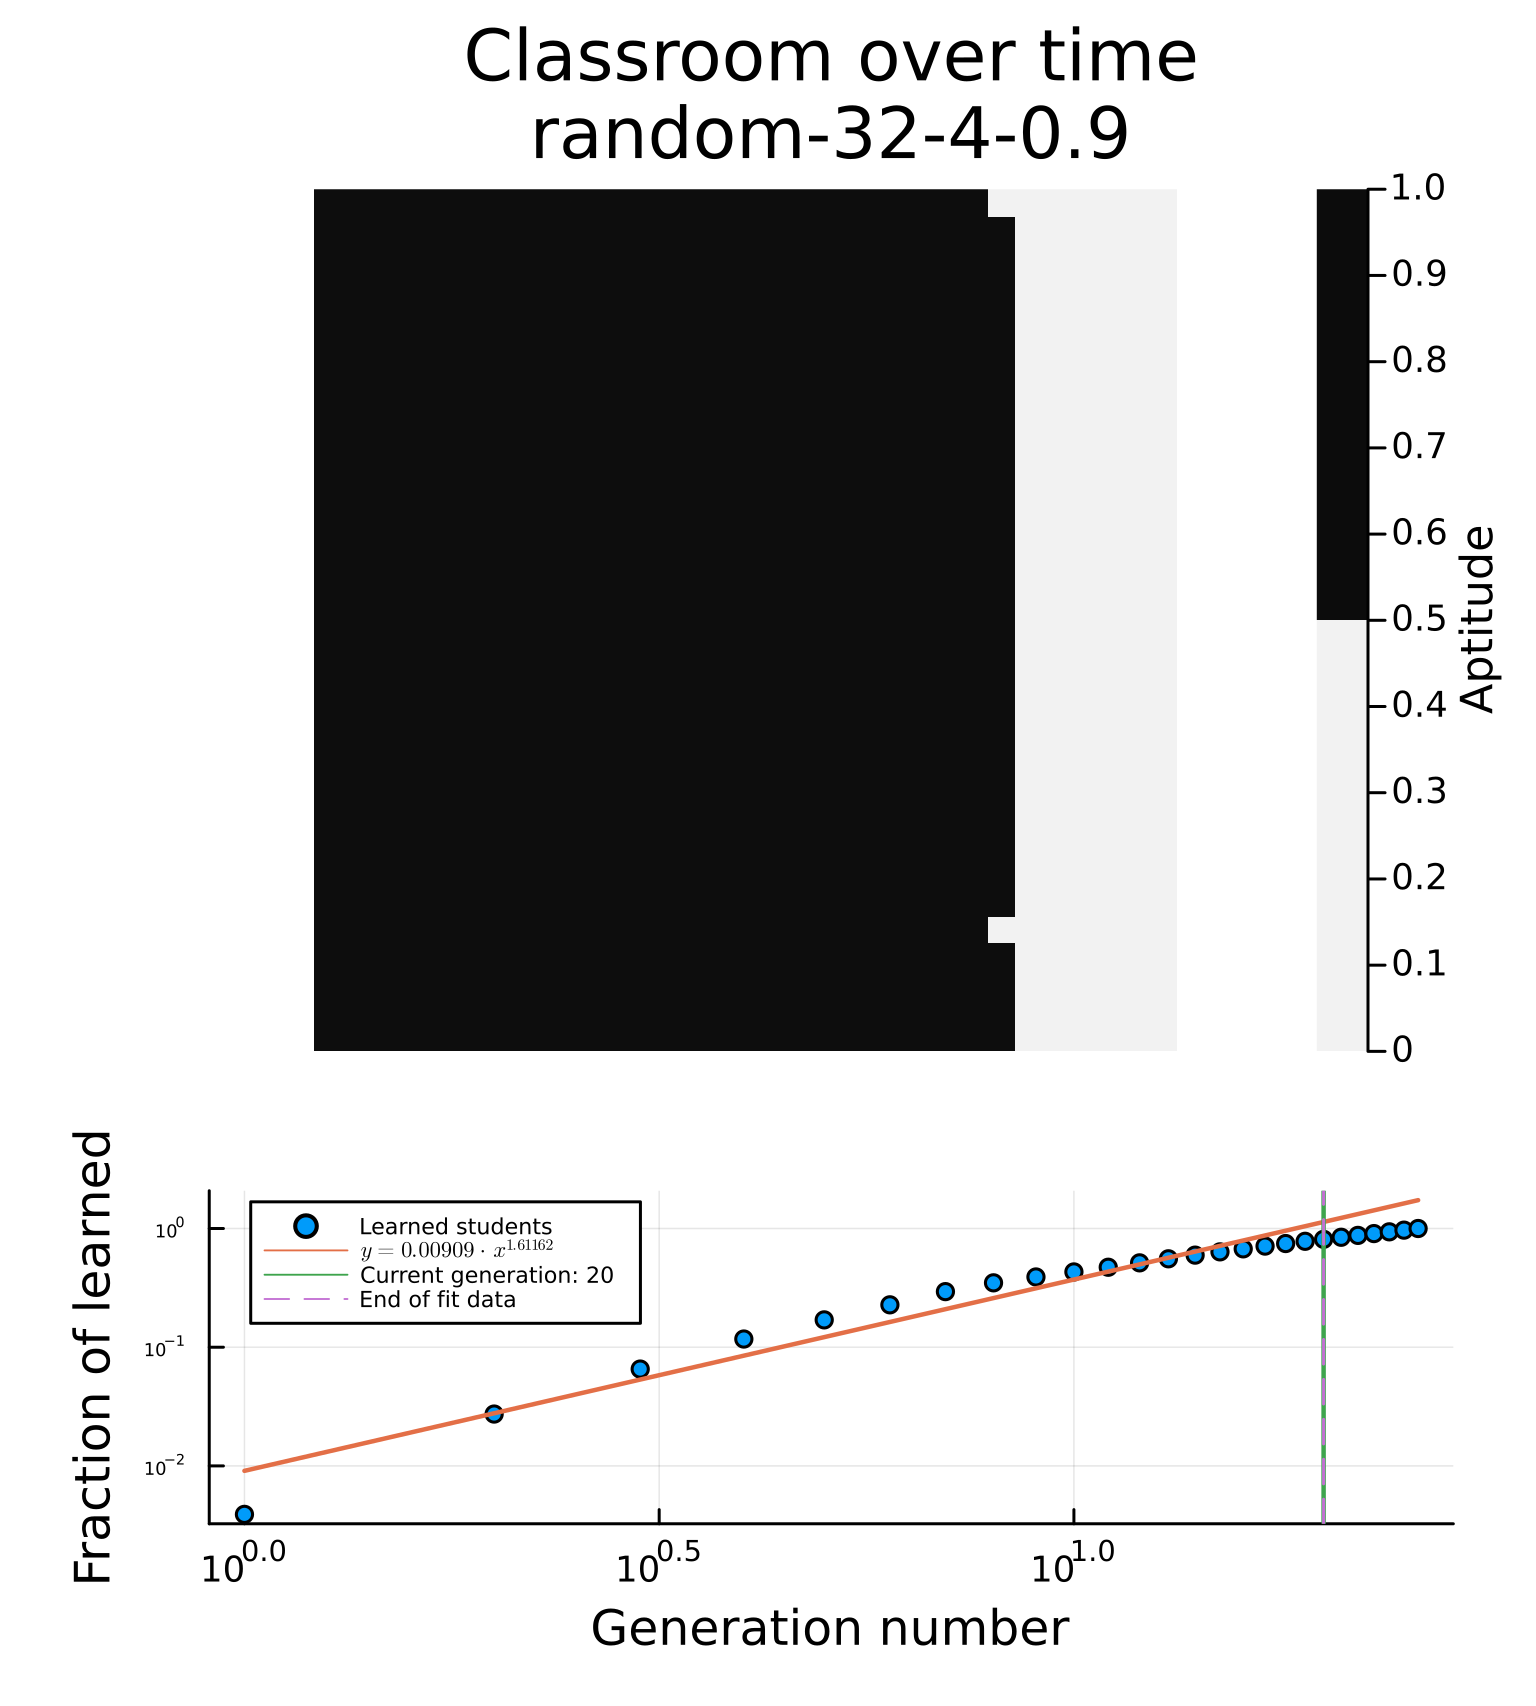 Classroom over time
random-32-4-0.9
1.0
0.9
0.8
0.7
0.6
0.5
0.4
0.3
0.2
0.1
0
Aptitude
Fraction of learned
10⁰
10⁻¹
10⁻²
Learned students
y = 0.00909 · x^1.61162
Current generation: 20
End of fit data
10^0.0
10^0.5
10^1.0
Generation number